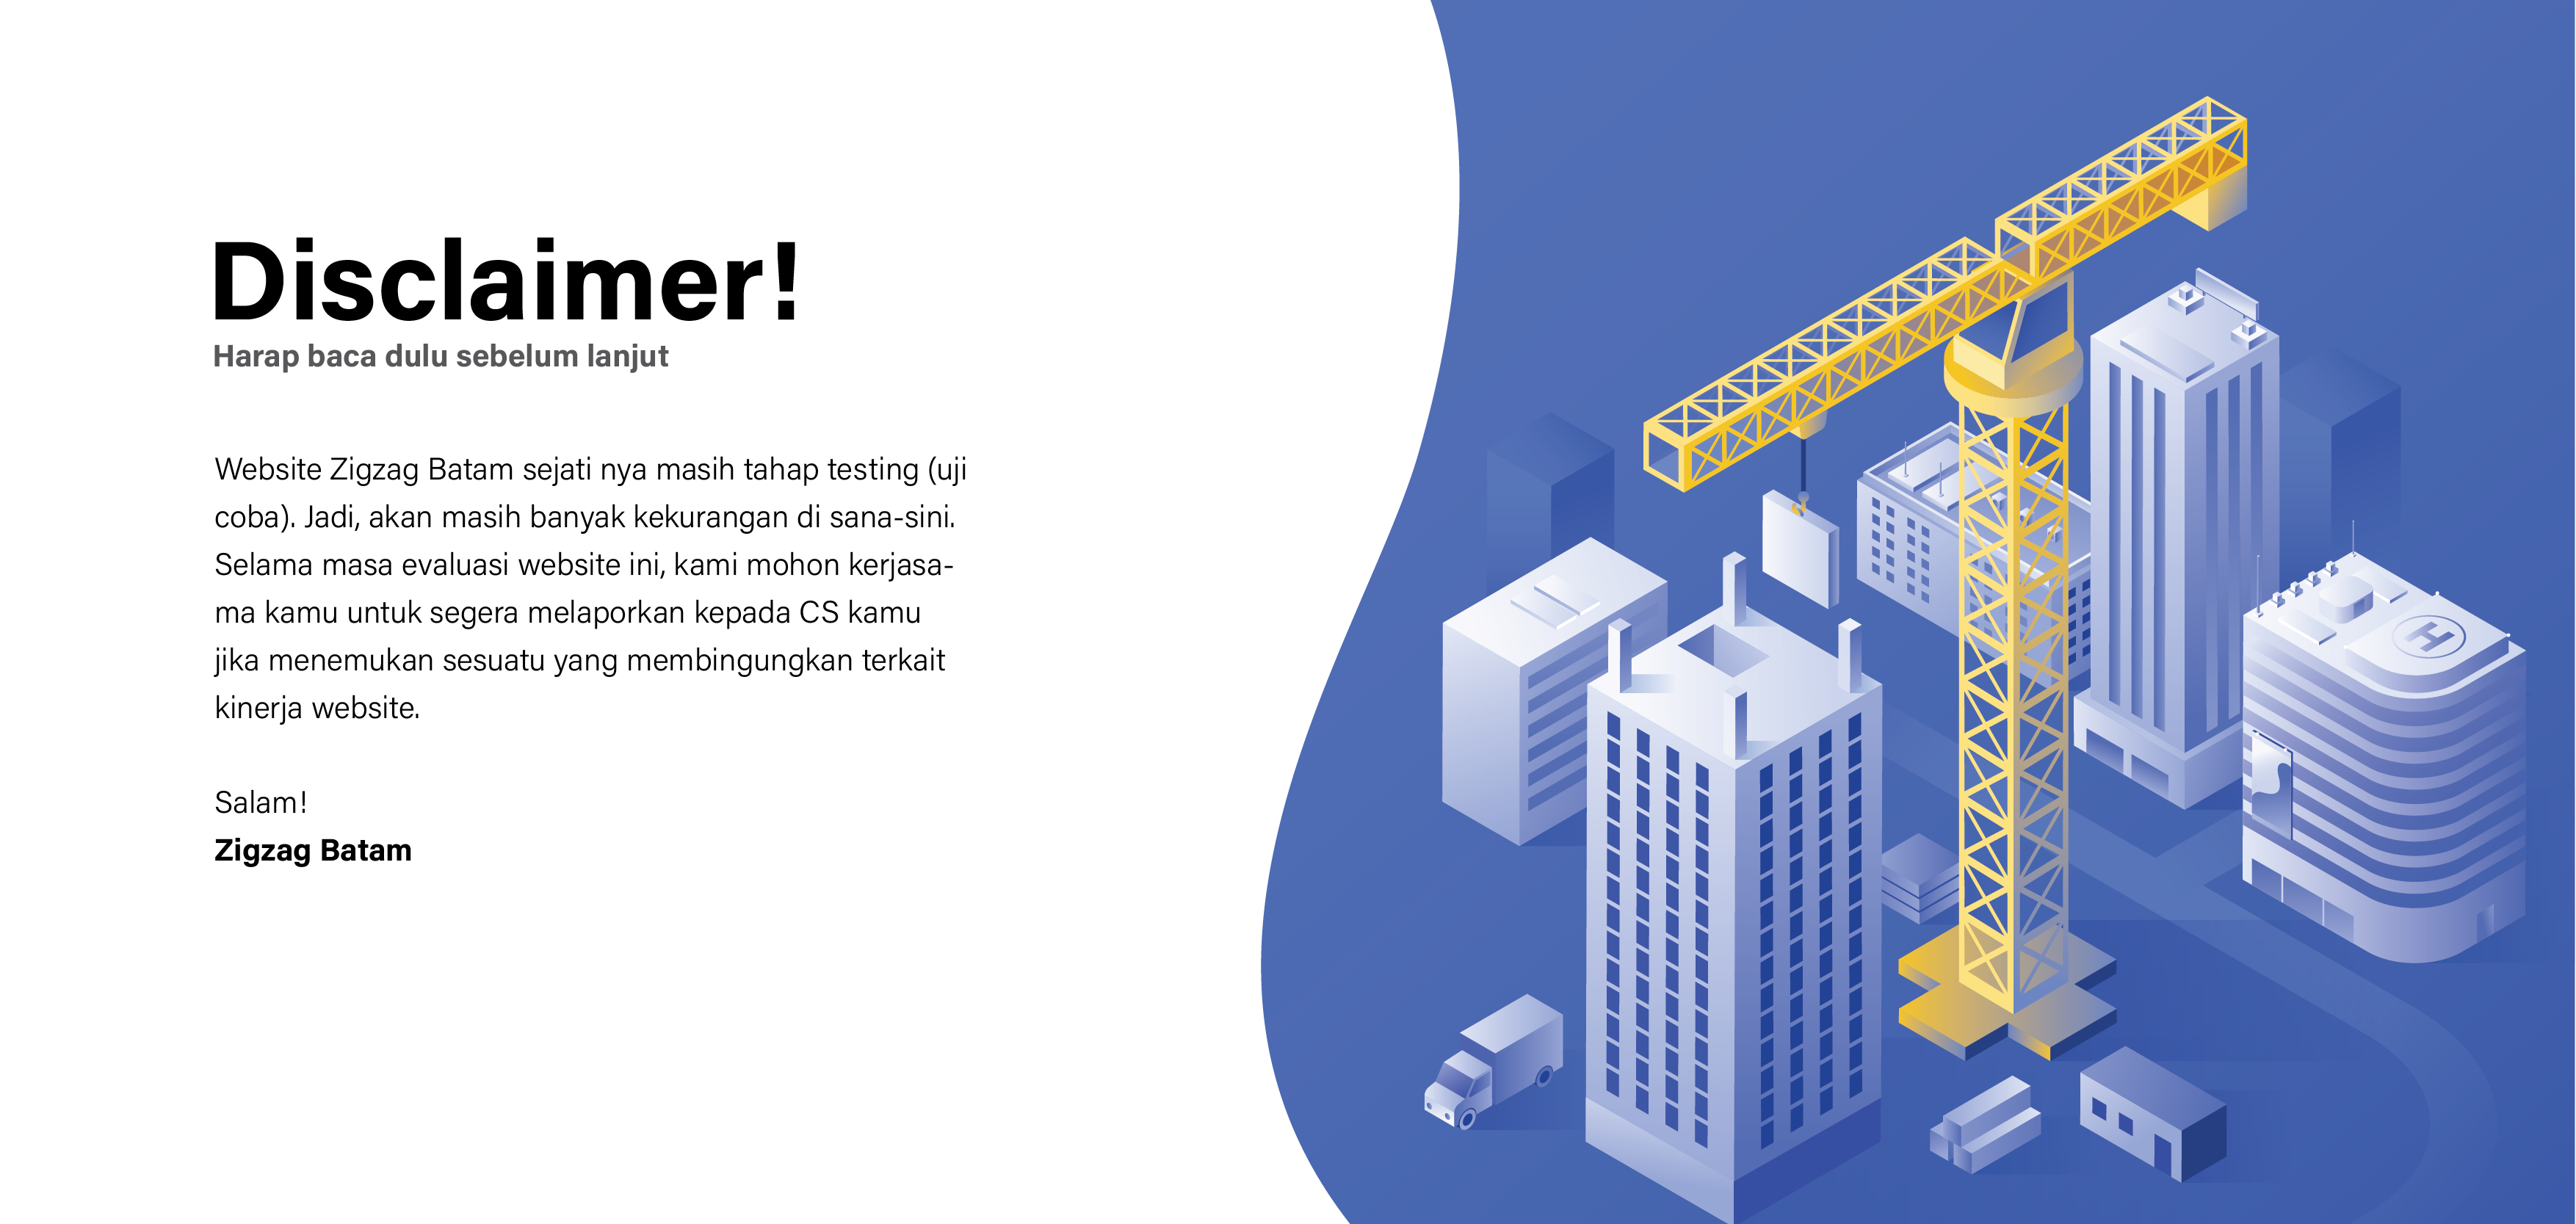 Disclaimer!
Harap baca dulu sebelum lanjut
Website Zigzag Batam sejati nya masih tahap testing (uji
coba). Jadi, akan masih banyak kekurangan di sana-sini.
Selama masa evaluasi website ini, kami mohon kerjasa-
ma kamu untuk segera melaporkan kepada CS kamu
jika menemukan sesuatu yang membingungkan terkait
kinerja website.
Salam!
Zigzag Batam
H